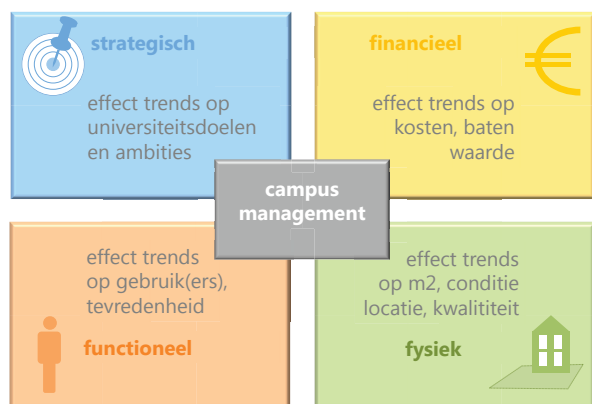 strategisch
effect trends op
universiteitsdoelen
en ambities
financieel
effect trends op
kosten, baten
waarde
campus
management
effect trends
op gebruik(ers),
tevredenheid
functioneel
effect trends
op m2, conditie
locatie, kwalititeit
fysiek